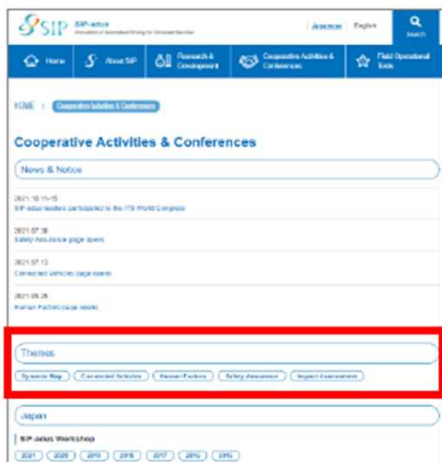 SIP SIP-adus
Innovation of Automated Driving for Universal Services
Japanese English Search
Home About SIP Research & Development Cooperative Activities & Conferences Field Operational Tests
HOME Cooperative Activities & Conferences
Cooperative Activities & Conferences
News & Notice
2021.10.11-15
SIP-adus leaders participated in the ITS World Congress
2021.07.30
Safety Assurance page opens
2021.07.13
Connected Vehicles page opens
Human Factors page opens
Themes
Dynamic Map Connected Vehicles Human Factors Safety Assurance Impact Assessment
Japan
SIP-adus Workshop
2021 2020 2019 2018 2017 2016 2015